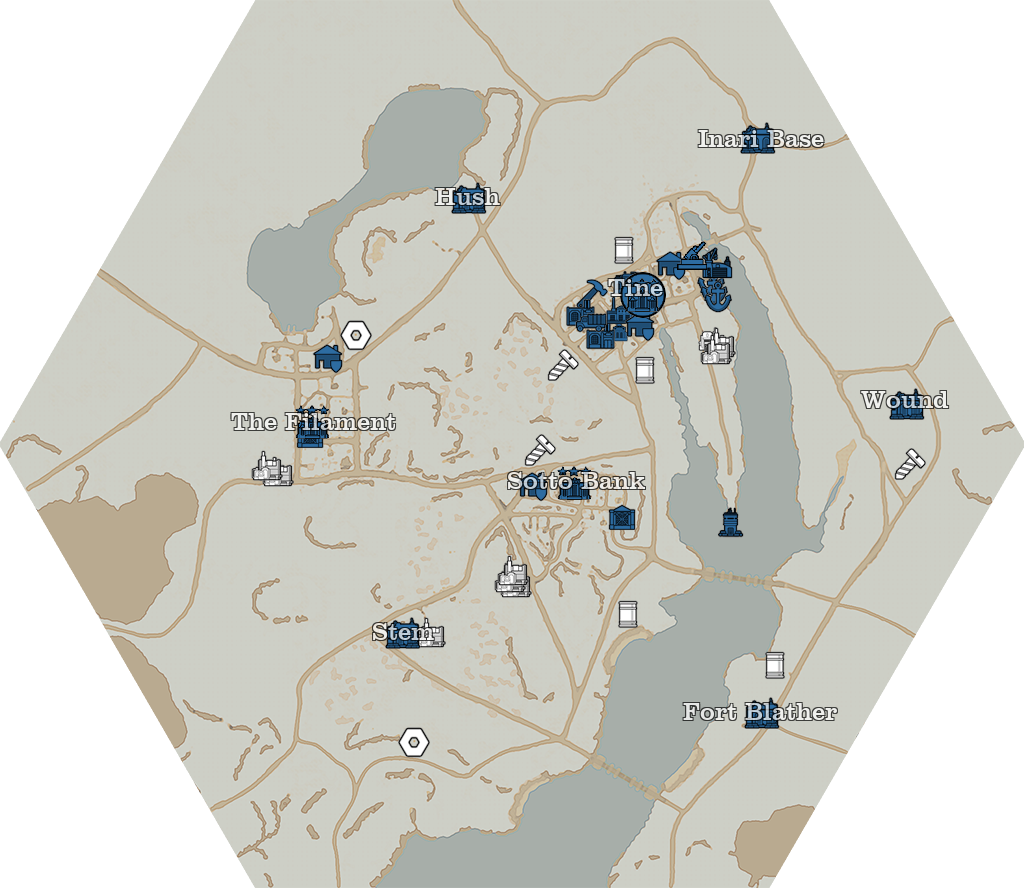 Inari Base
Hush
Tine
Wound
The Filament
Sotto Bank
Stem
Fort Blather